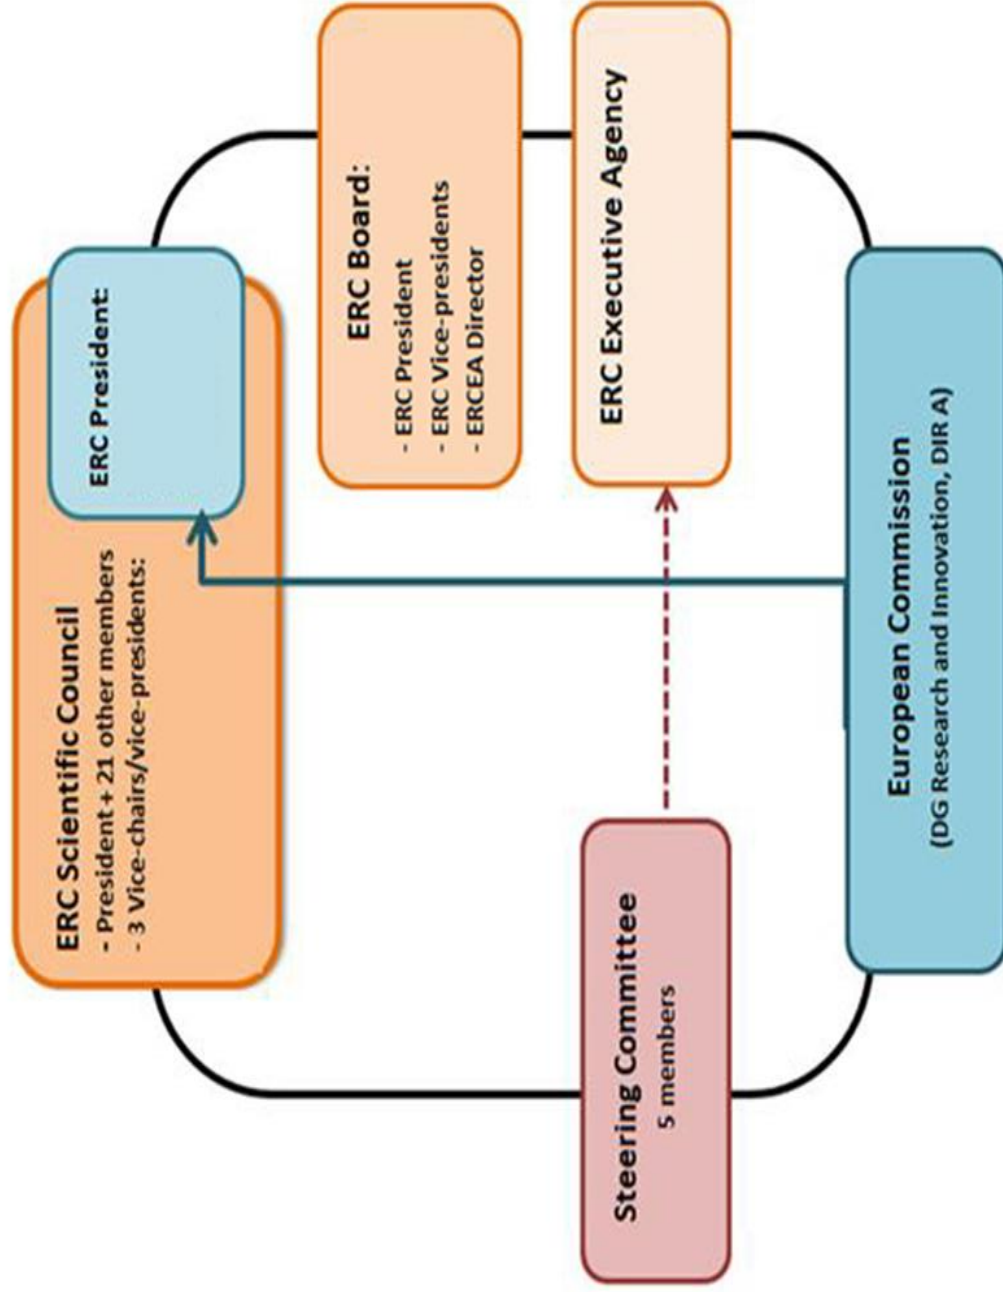 ERC Scientific Council
- President + 21 other members
- 3 Vice-chairs/vice-presidents:
ERC President:
ERC Board:
- ERC President
- ERC Vice-presidents
- ERCEA Director
Steering Committee
5 members
ERC Executive Agency
European Commission
(DG Research and Innovation, DIR A)